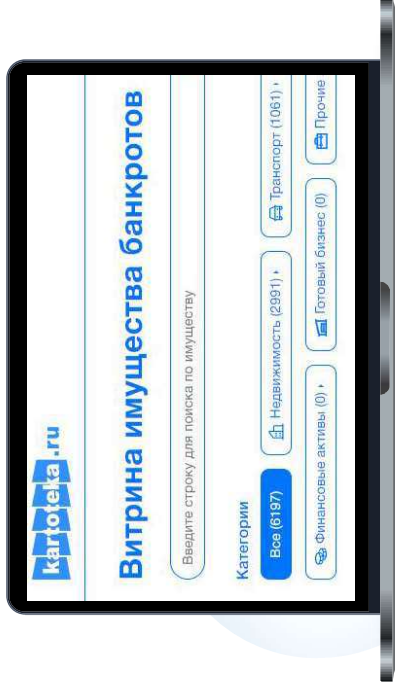 kartoteka.ru
Витрина имущества банкротов
Введите строку для поиска по имуществу
Категории
Все (6197) Недвижимость (2991) Транспорт (1061)
Финансовые активы (0) Готовый бизнес (0) Прочие